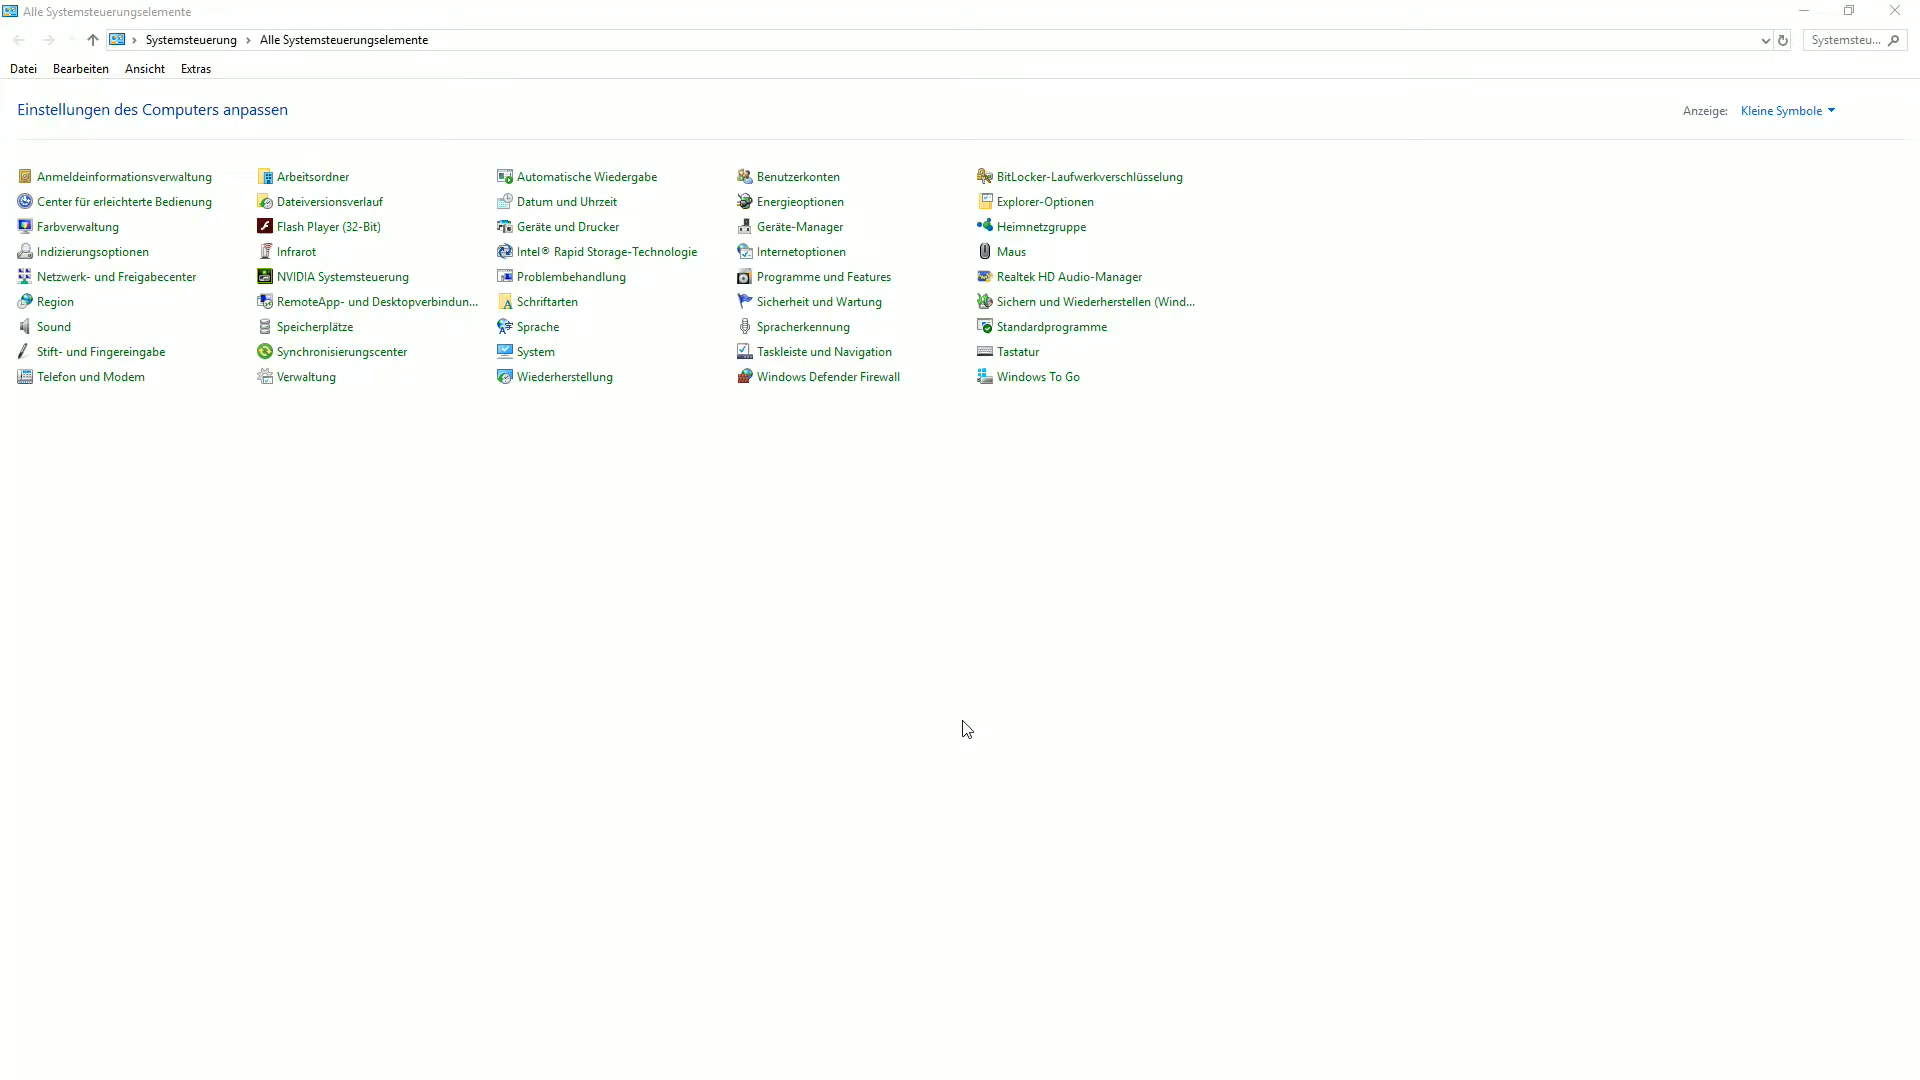 Alle Systemsteuerungselemente
Systemsteuerung › Alle Systemsteuerungselemente Systemsteu...
Datei Bearbeiten Ansicht Extras
Einstellungen des Computers anpassen Anzeige: Kleine Symbole
Anmeldeinformationsverwaltung Arbeitsordner Automatische Wiedergabe Benutzerkonten BitLocker-Laufwerkverschlüsselung
Center für erleichterte Bedienung Dateiversionsverlauf Datum und Uhrzeit Energieoptionen Explorer-Optionen
Farbverwaltung Flash Player (32-Bit) Geräte und Drucker Geräte-Manager Heimnetzgruppe
Indizierungsoptionen Infrarot Intel® Rapid Storage-Technologie Internetoptionen Maus
Netzwerk- und Freigabecenter NVIDIA Systemsteuerung Problembehandlung Programme und Features Realtek HD Audio-Manager
Region RemoteApp- und Desktopverbindun... Schriftarten Sicherheit und Wartung Sichern und Wiederherstellen (Wind...
Sound Speicherplätze Sprache Spracherkennung Standardprogramme
Stift- und Fingereingabe Synchronisierungscenter System Taskleiste und Navigation Tastatur
Telefon und Modem Verwaltung Wiederherstellung Windows Defender Firewall Windows To Go